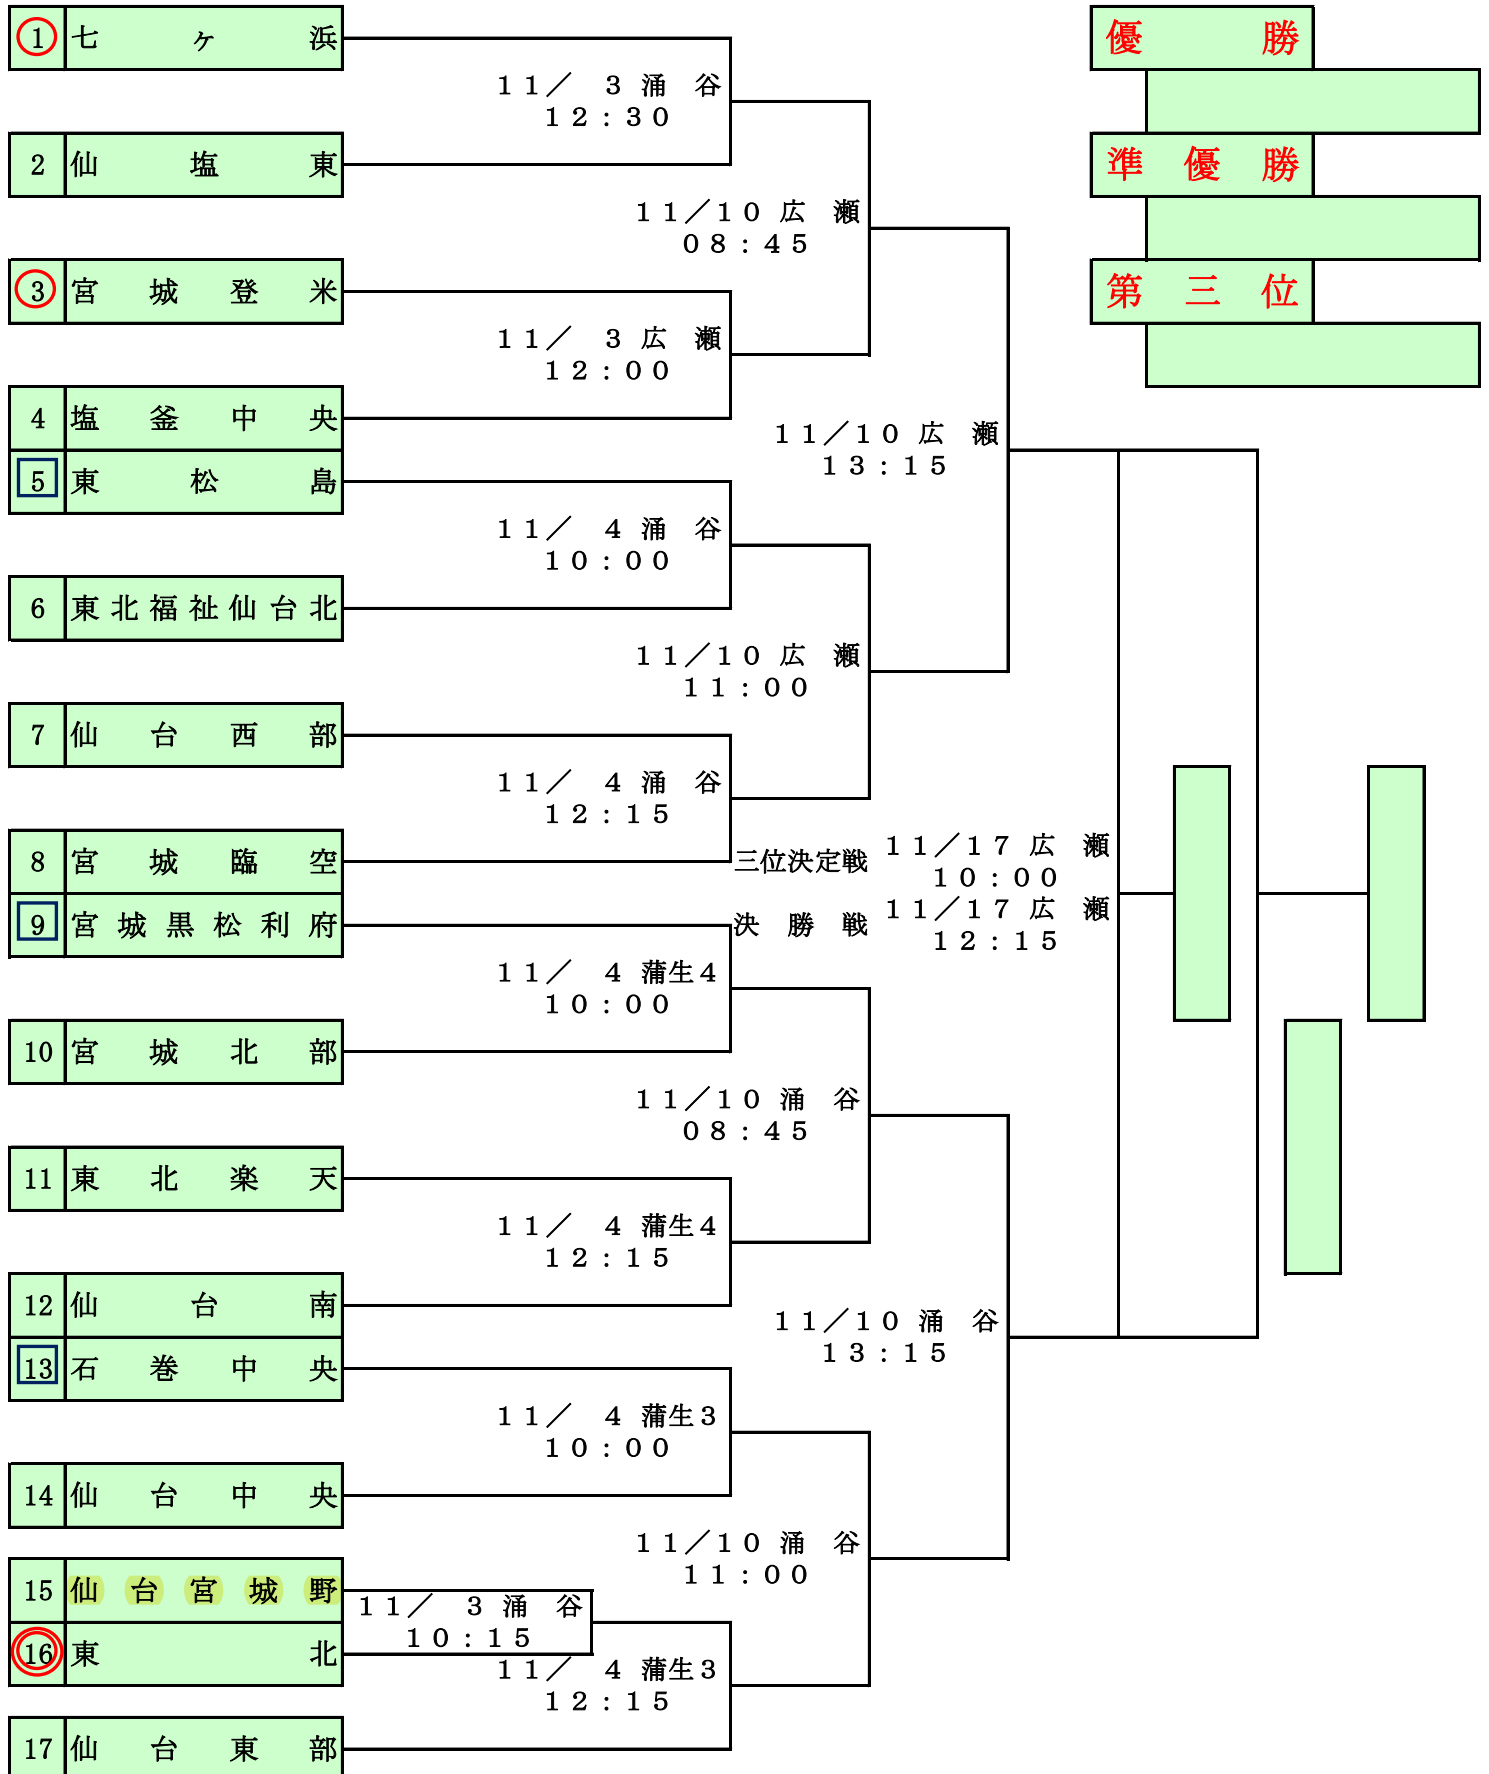 1 七ヶ浜
優勝
11／ 3 涌 谷
12:30
2 仙塩東
準優勝
11／10 広 瀬
08:45
3 宮城登米
第三位
11／ 3 広 瀬
12:00
4 塩釜中央
11／10 広 瀬
13:15
5 東松島
11／ 4 涌 谷
10:00
6 東北福祉仙台北
11／10 広 瀬
11:00
7 仙台西部
11／ 4 涌 谷
12:15
8 宮城臨空
三位決定戦 11／17 広 瀬
10:00
9 宮城黒松利府
決勝戦 11／17 広 瀬
12:15
11／ 4 蒲生4
10:00
10 宮城北部
11／10 涌 谷
08:45
11 東北楽天
11／ 4 蒲生4
12:15
12 仙台南
11／10 涌 谷
13:15
13 石巻中央
11／ 4 蒲生3
10:00
14 仙台中央
11／10 涌 谷
11:00
15 仙台宮城野
11／ 3 涌 谷
10:15
16 東北
11／ 4 蒲生3
12:15
17 仙台東部